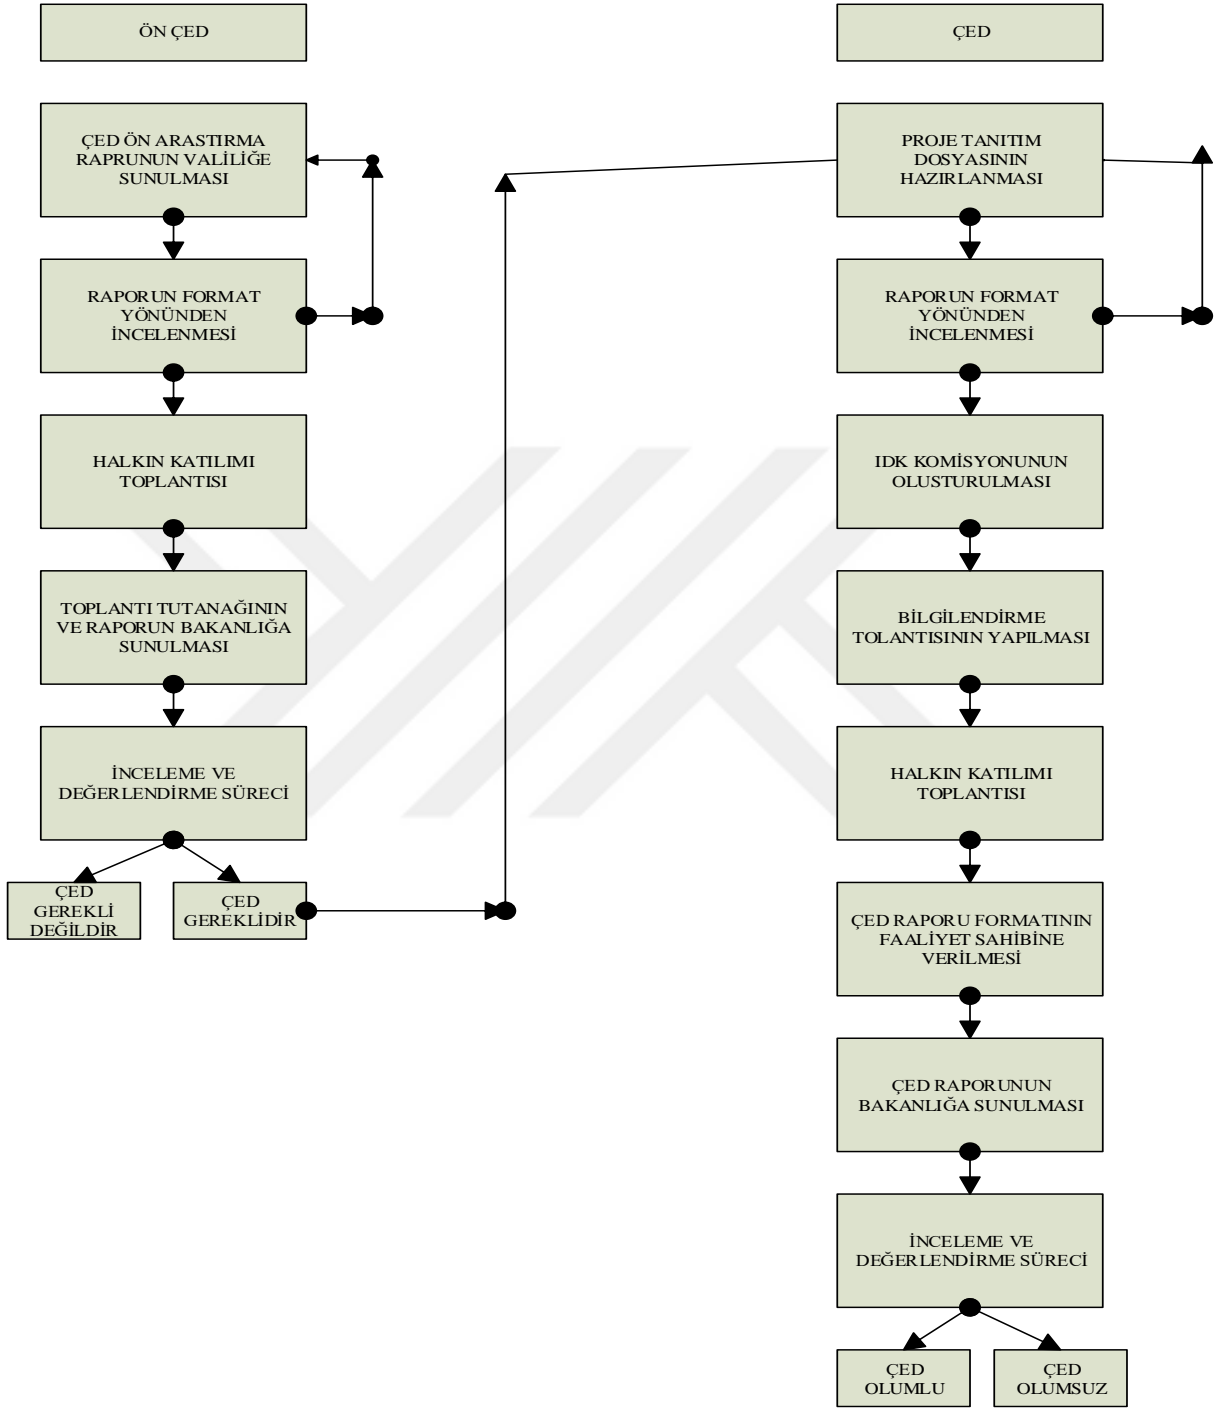 ÖN ÇED
ÇED ÖN ARASTIRMA
RAPRUNUN VALİLİĞE
SUNULMASI
RAPORUN FORMAT
YÖNÜNDEN
İNCELENMESİ
HALKIN KATILIMI
TOPLANTISI
TOPLANTI TUTANAĞININ
VE RAPORUN BAKANLIĞA
SUNULMASI
İNCELEME VE
DEĞERLENDİRME SÜRECİ
ÇED
GEREKLİ
DEĞİLDİR
ÇED
GEREKLİDİR
ÇED
PROJE TANITIM
DOSYASININ
HAZIRLANMASI
RAPORUN FORMAT
YÖNÜNDEN
İNCELENMESİ
IDK KOMİSYONUNUN
OLUSTURULMASI
BİLGİLENDİRME
TOLANTISININ YAPILMASI
HALKIN KATILIMI
TOPLANTISI
ÇED RAPORU FORMATININ
FAALİYET SAHİBİNE
VERİLMESİ
ÇED RAPORUNUN
BAKANLIĞA SUNULMASI
İNCELEME VE
DEĞERLENDİRME SÜRECİ
ÇED
OLUMLU
ÇED
OLUMSUZ